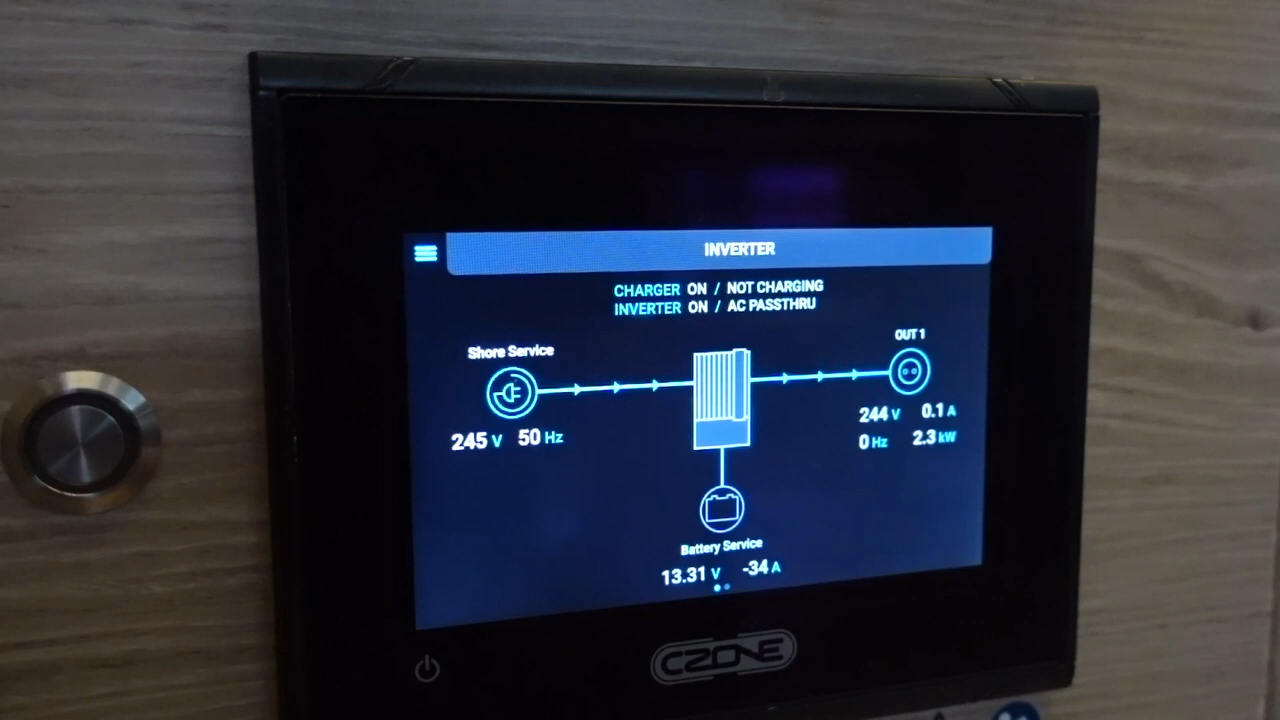 INVERTER
CHARGER ON / NOT CHARGING
INVERTER ON / AC PASSTHRU
Shore Service
245 V 50 Hz
OUT 1
244 V 0.1 A
0 Hz 2.3 kW
Battery Service
13.31 V -34 A
CZONE